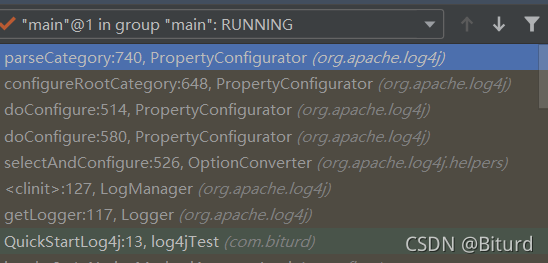 "main"@1 in group "main": RUNNING
parseCategory:740, PropertyConfigurator (org.apache.log4j)
configureRootCategory:648, PropertyConfigurator (org.apache.log4j)
doConfigure:514, PropertyConfigurator (org.apache.log4j)
doConfigure:580, PropertyConfigurator (org.apache.log4j)
selectAndConfigure:526, OptionConverter (org.apache.log4j.helpers)
<clinit>:127, LogManager (org.apache.log4j)
getLogger:117, Logger (org.apache.log4j)
QuickStartLog4j:13, log4jTest (com.biturd)
CSDN @Biturd